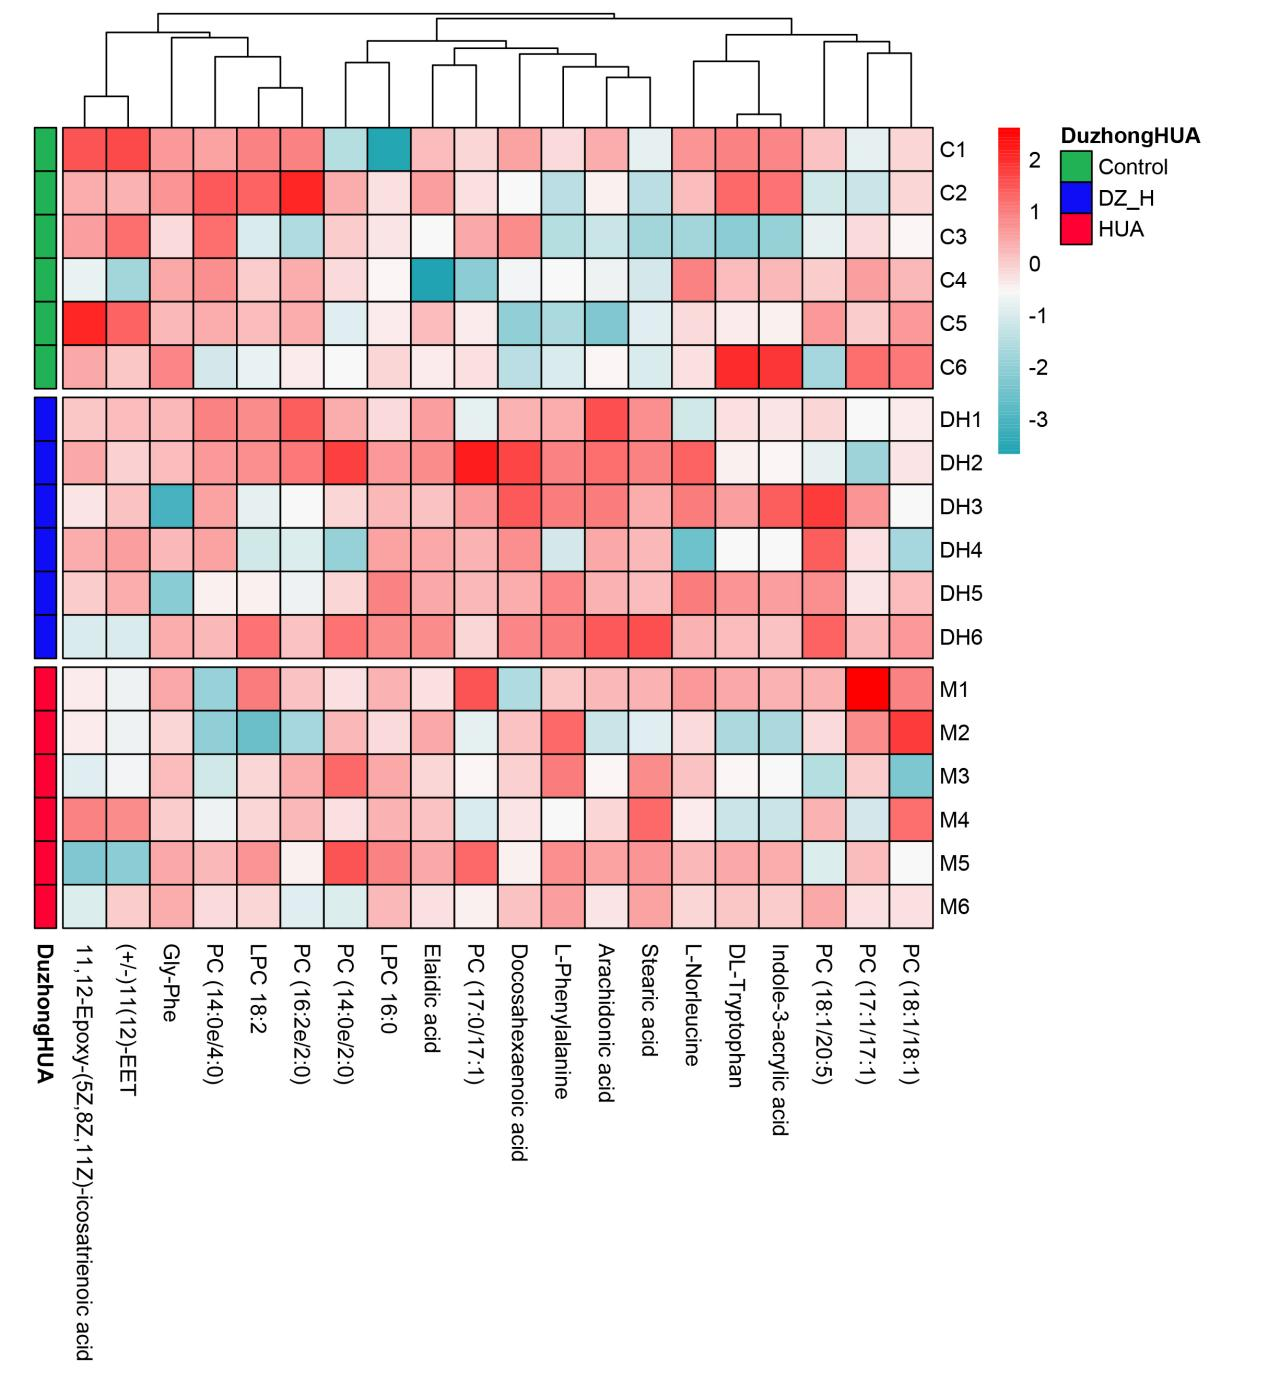 DuzhongHUA
Control
DZ_H
HUA
2
1
0
-1
-2
-3
C1
C2
C3
C4
C5
C6
DH1
DH2
DH3
DH4
DH5
DH6
M1
M2
M3
M4
M5
M6
DuzhongHUA
11,12-Epoxy-(5Z,8Z,11Z)-icosatrienoic acid
(+/-)11(12)-EET
Gly-Phe
PC (14:0e/4:0)
LPC 18:2
PC (16:2e/2:0)
PC (14:0e/2:0)
LPC 16:0
Elaidic acid
PC (17:0/17:1)
Docosahexaenoic acid
L-Phenylalanine
Arachidonic acid
Stearic acid
L-Norleucine
DL-Tryptophan
Indole-3-acrylic acid
PC (18:1/20:5)
PC (17:1/17:1)
PC (18:1/18:1)